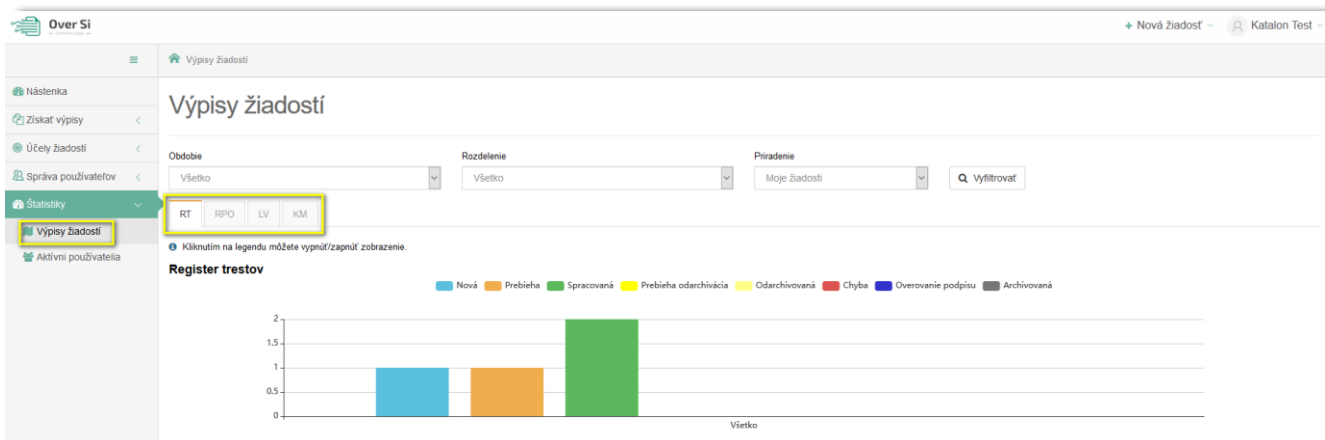 Over Si
+ Nová žiadosť
Katalon Test
Výpisy žiadostí
Nástenka
Získať výpisy
Účely žiadostí
Správa používateľov
Štatistiky
Výpisy žiadostí
Aktívni používatelia
Výpisy žiadostí
Obdobie
Rozdelenie
Priradenie
Všetko
Všetko
Moje žiadosti
Vyfiltrovať
RT RPO LV KM
Kliknutím na legendu môžete vypnúť/zapnúť zobrazenie.
Register trestov
Nová Prebieha Spracovaná Prebieha odarchivácia Odarchivovaná Chyba Overovanie podpisu Archivovaná
2
1.5
1
0.5
0
Všetko